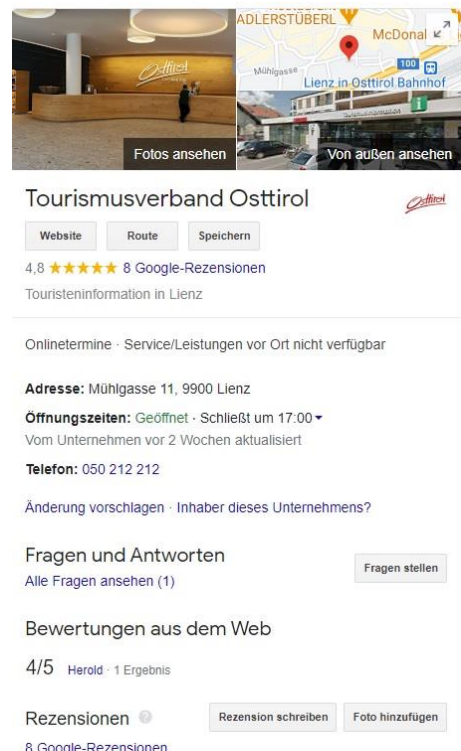 ADLERSTÜBERL
McDonal
100
Mühlgasse
Lienz in Osttirol Bahnhof
Osttirol
i
Fotos ansehen
Von außen ansehen
Tourismusverband Osttirol
Osttirol
Website Route Speichern
4,8 ★★★★★ 8 Google-Rezensionen
Touristeninformation in Lienz
Onlinetermine · Service/Leistungen vor Ort nicht verfügbar
Adresse: Mühlgasse 11, 9900 Lienz
Öffnungszeiten: Geöffnet · Schließt um 17:00
Vom Unternehmen vor 2 Wochen aktualisiert
Telefon: 050 212 212
Änderung vorschlagen · Inhaber dieses Unternehmens?
Fragen und Antworten
Fragen stellen
Alle Fragen ansehen (1)
Bewertungen aus dem Web
4/5 Herold · 1 Ergebnis
Rezensionen ? Rezension schreiben Foto hinzufügen
8 Google-Rezensionen